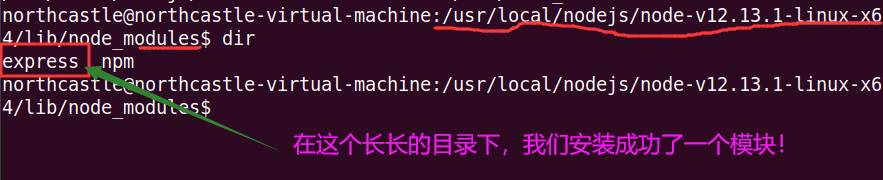 northcastle@northcastle-virtual-machine:/usr/local/nodejs/node-v12.13.1-linux-x6
4/lib/node_modules$ dir
express  npm
northcastle@northcastle-virtual-machine:/usr/local/nodejs/node-v12.13.1-linux-x6
4/lib/node_modules$
在这个长长的目录下，我们安装成功了一个模块！